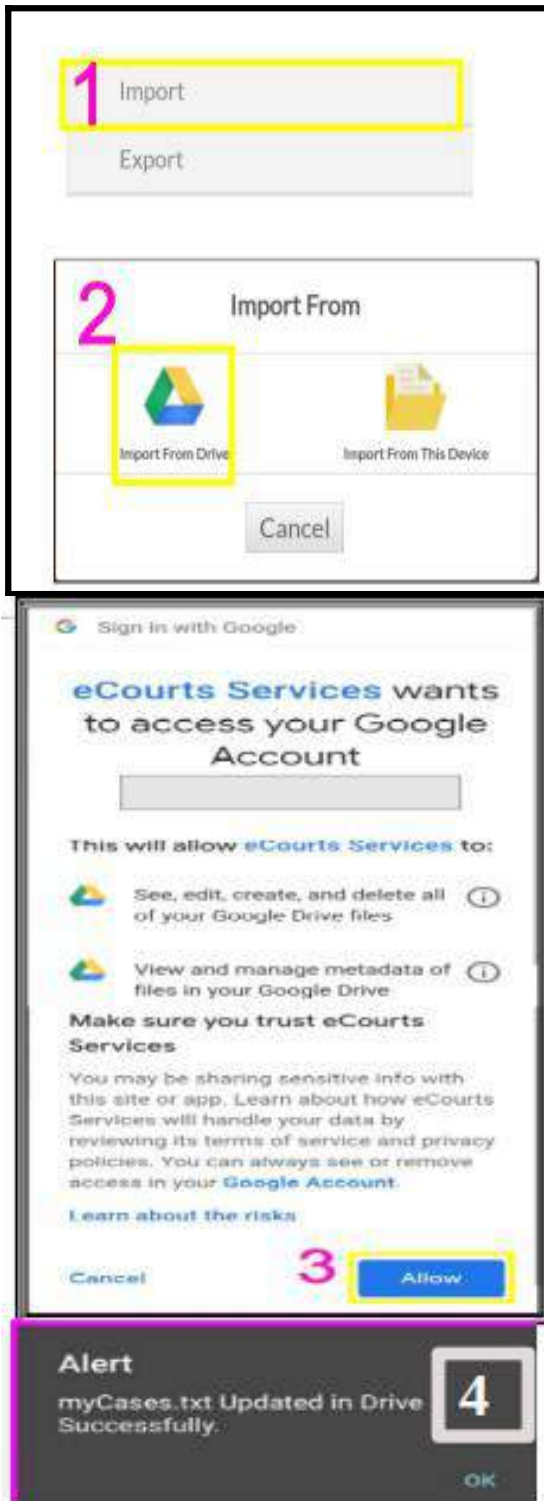 1 Import
Export
2 Import From
Import From Drive Import From This Device
Cancel
Sign in with Google
eCourts Services wants
to access your Google
Account
This will allow eCourts Services to:
See, edit, create, and delete all
of your Google Drive files
View and manage metadata of
files in your Google Drive
Make sure you trust eCourts
Services
You may be sharing sensitive info with
this site or app. Learn about how eCourts
Services will handle your data by
reviewing its terms of service and privacy
policies. You can always see or remove
access in your Google Account.
Learn about the risks
Cancel 3 Allow
Alert
myCases.txt Updated in Drive
Successfully.
4
OK